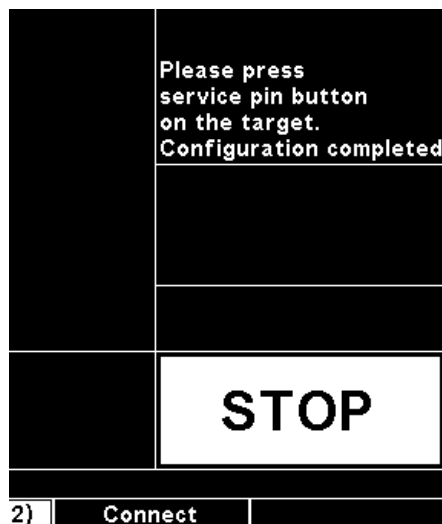 Please press
service pin button
on the target.
Configuration completed
STOP
2) Connect